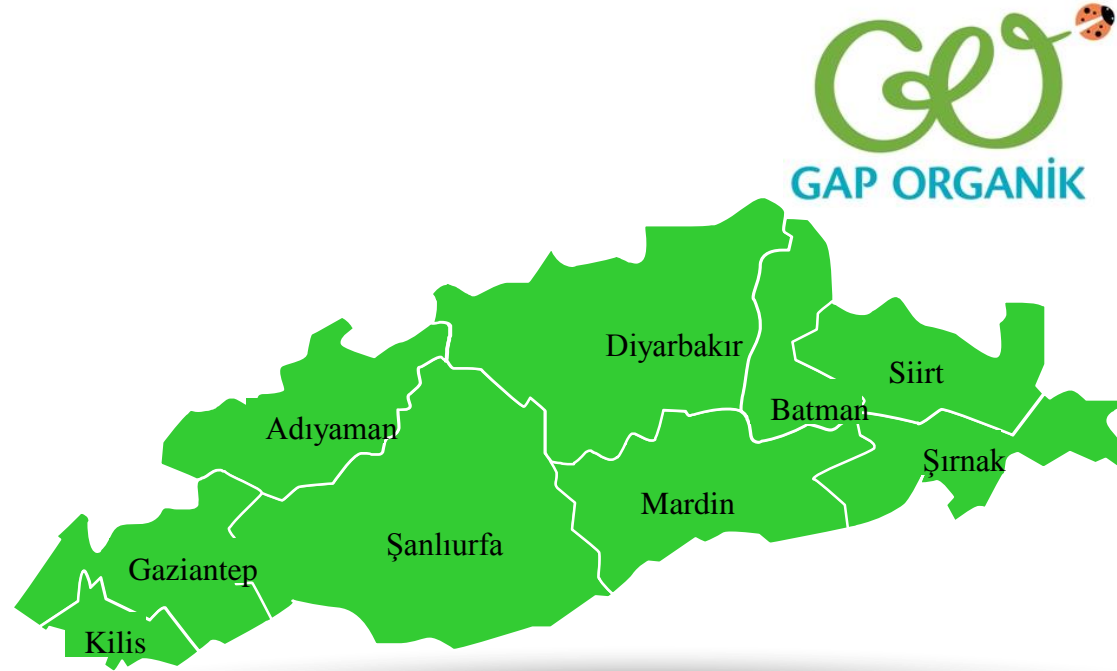 GAP ORGANİK
Diyarbakır
Siirt
Batman
Adıyaman
Şırnak
Mardin
Şanlıurfa
Gaziantep
Kilis